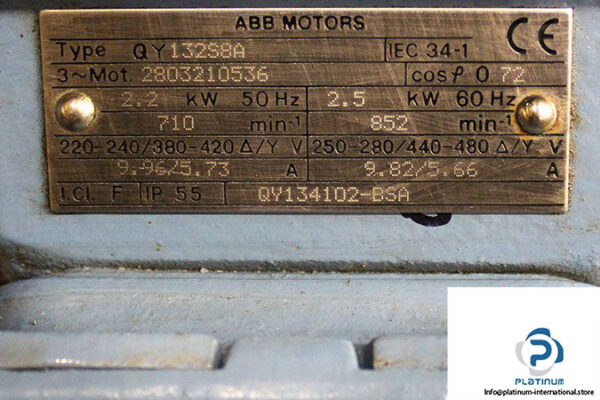 ABB MOTORS
Type QY132S8A IEC 34-1 CE
3~Mot. 2803210536 cosφ 0.72
2.2 kW 50 Hz 2.5 kW 60 Hz
710 min-1 852 min-1
220-240/380-420 Δ/Y V 250-280/440-480 Δ/Y V
9.96/5.73 A 9.82/5.66 A
I.Cl. F IP 55 QY134102-BSA
PLATINUM
Info@platinum-international.store